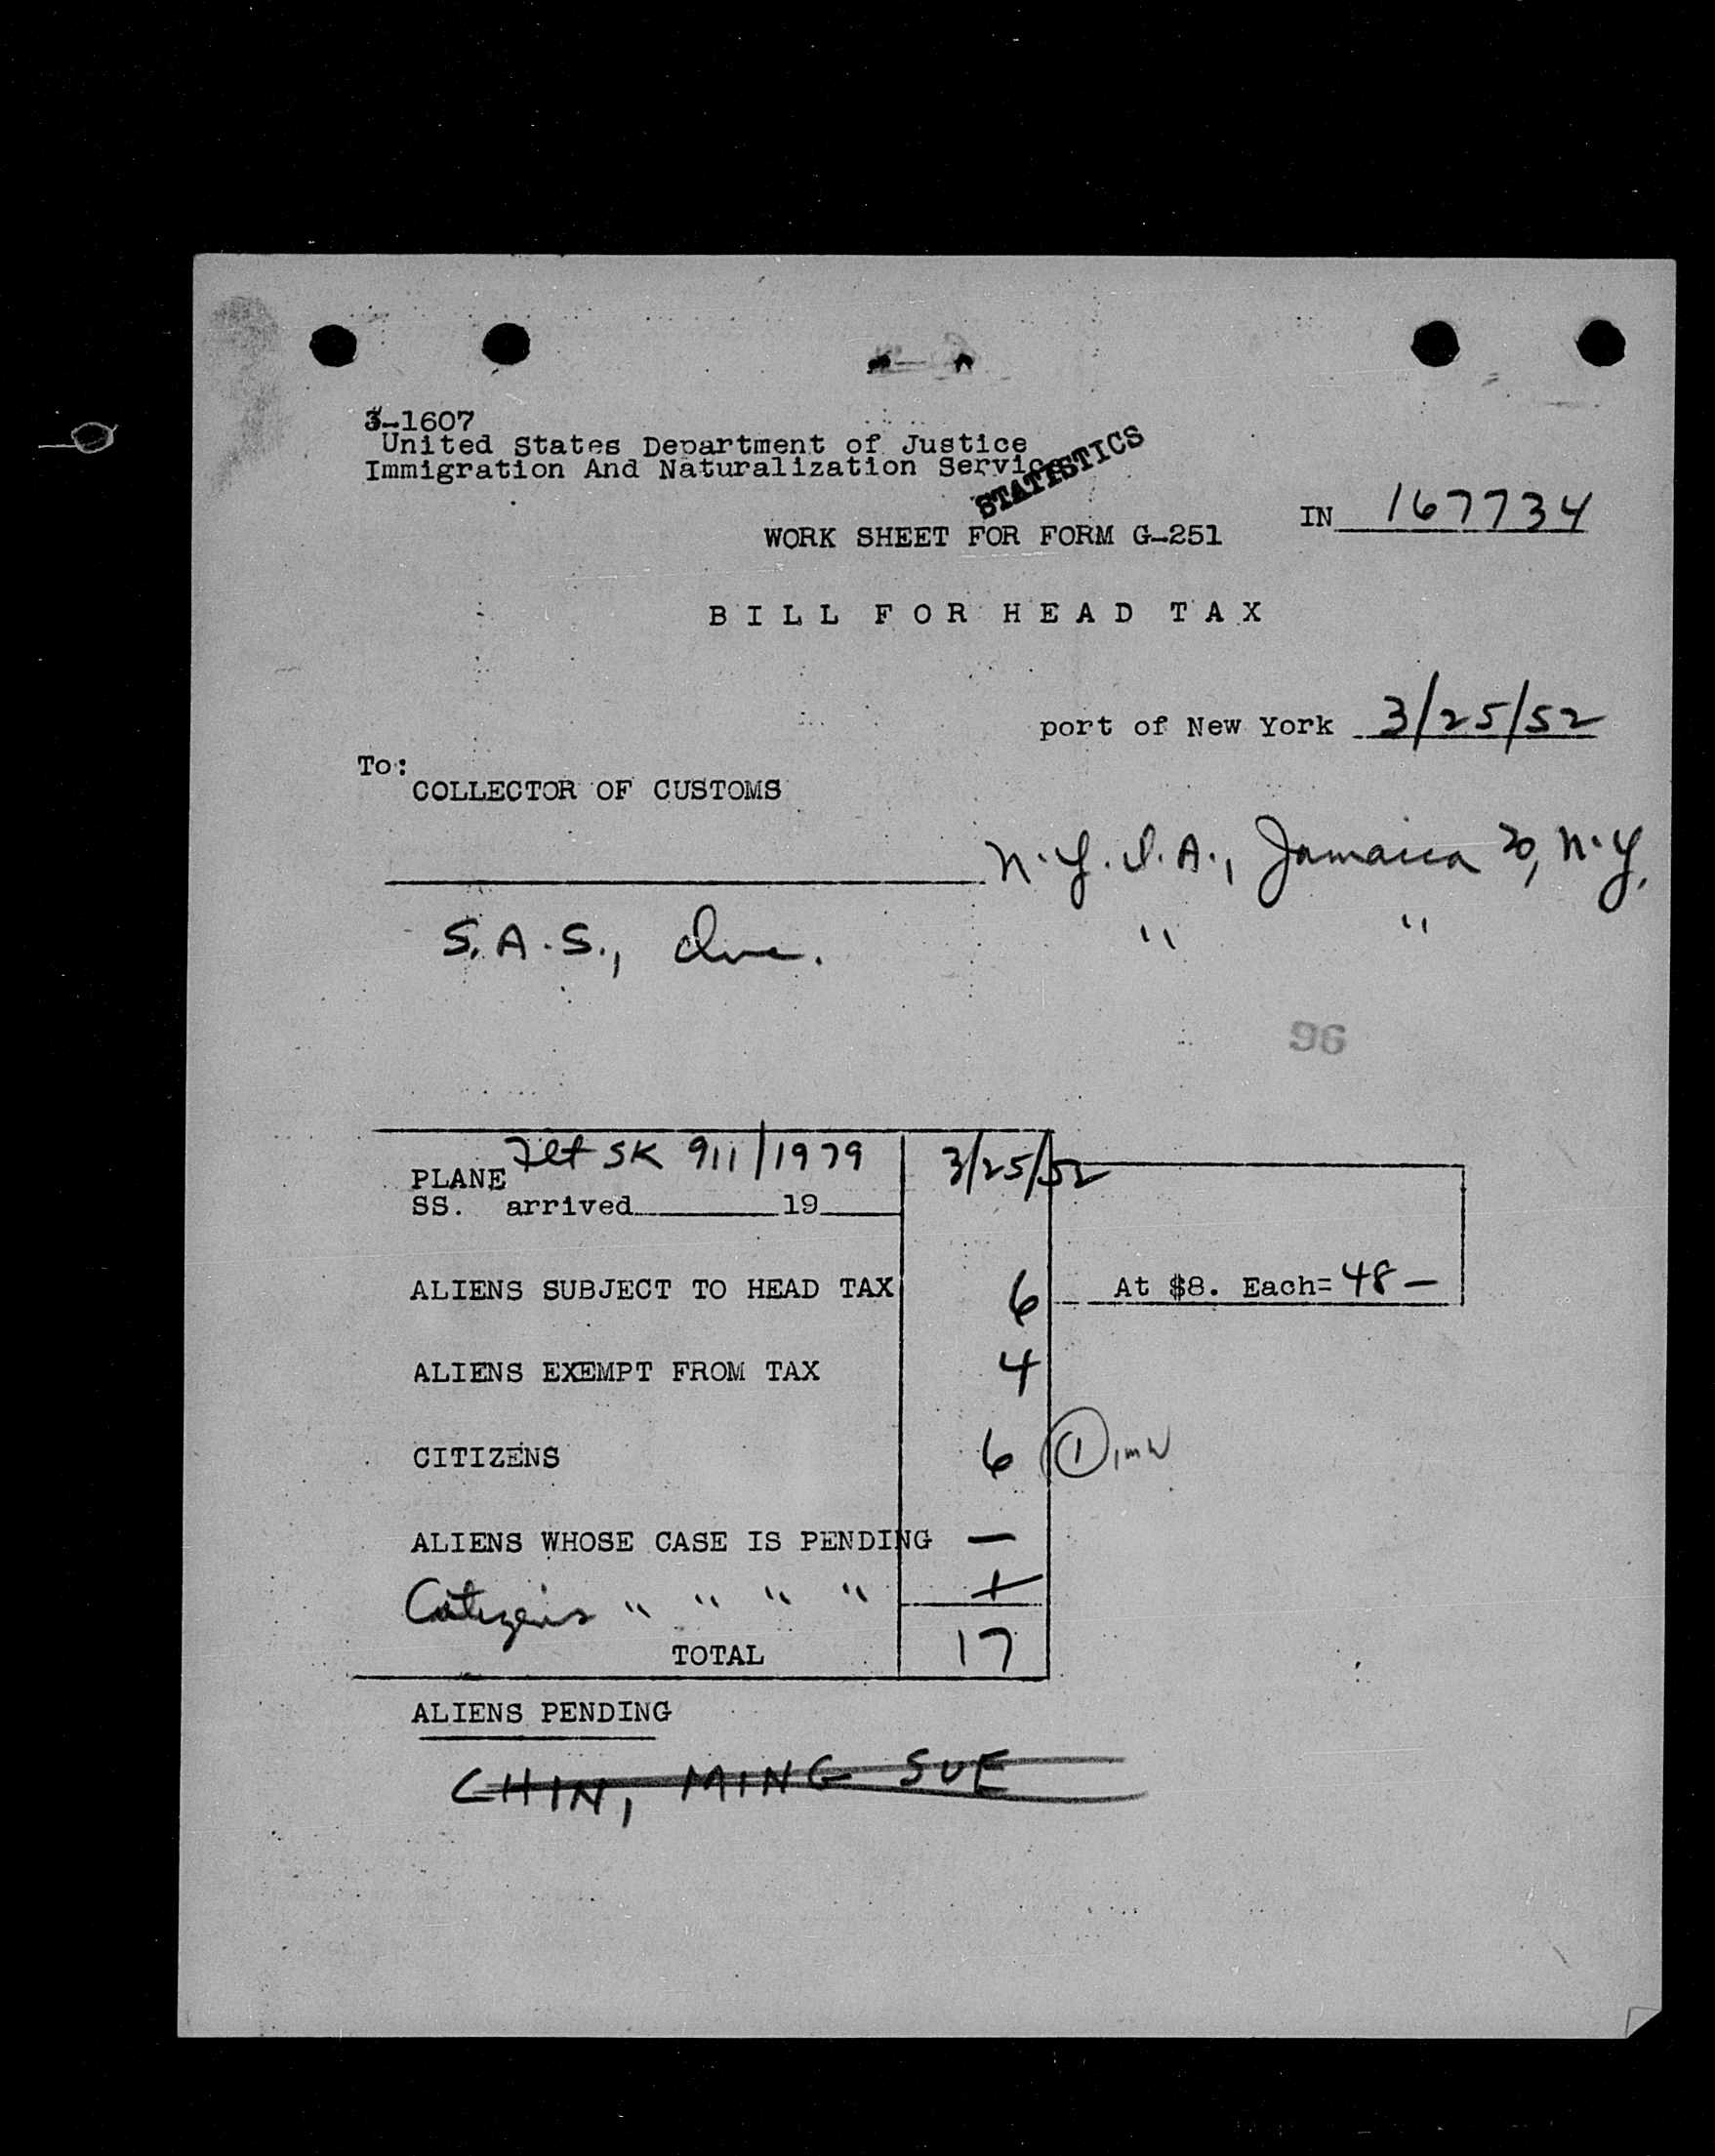 3-1607
United States Department of Justice
Immigration And Naturalization Service
STATISTICS
IN 167734
WORK SHEET FOR FORM G-251
BILL FOR HEAD TAX
port of New York 3/25/52
To:
COLLECTOR OF CUSTOMS
N.Y.I.A., Jamaica 30, N.Y.
S.A.S., Inc. " "
96
PLANE Flt SK 911/1979 3/25/52
SS. arrived 19
ALIENS SUBJECT TO HEAD TAX 6 At $8. Each= 48 —
ALIENS EXEMPT FROM TAX 4
CITIZENS 6 1
ALIENS WHOSE CASE IS PENDING —
Citizens " " " " 1
TOTAL 17
ALIENS PENDING
CHIN, MING SUE